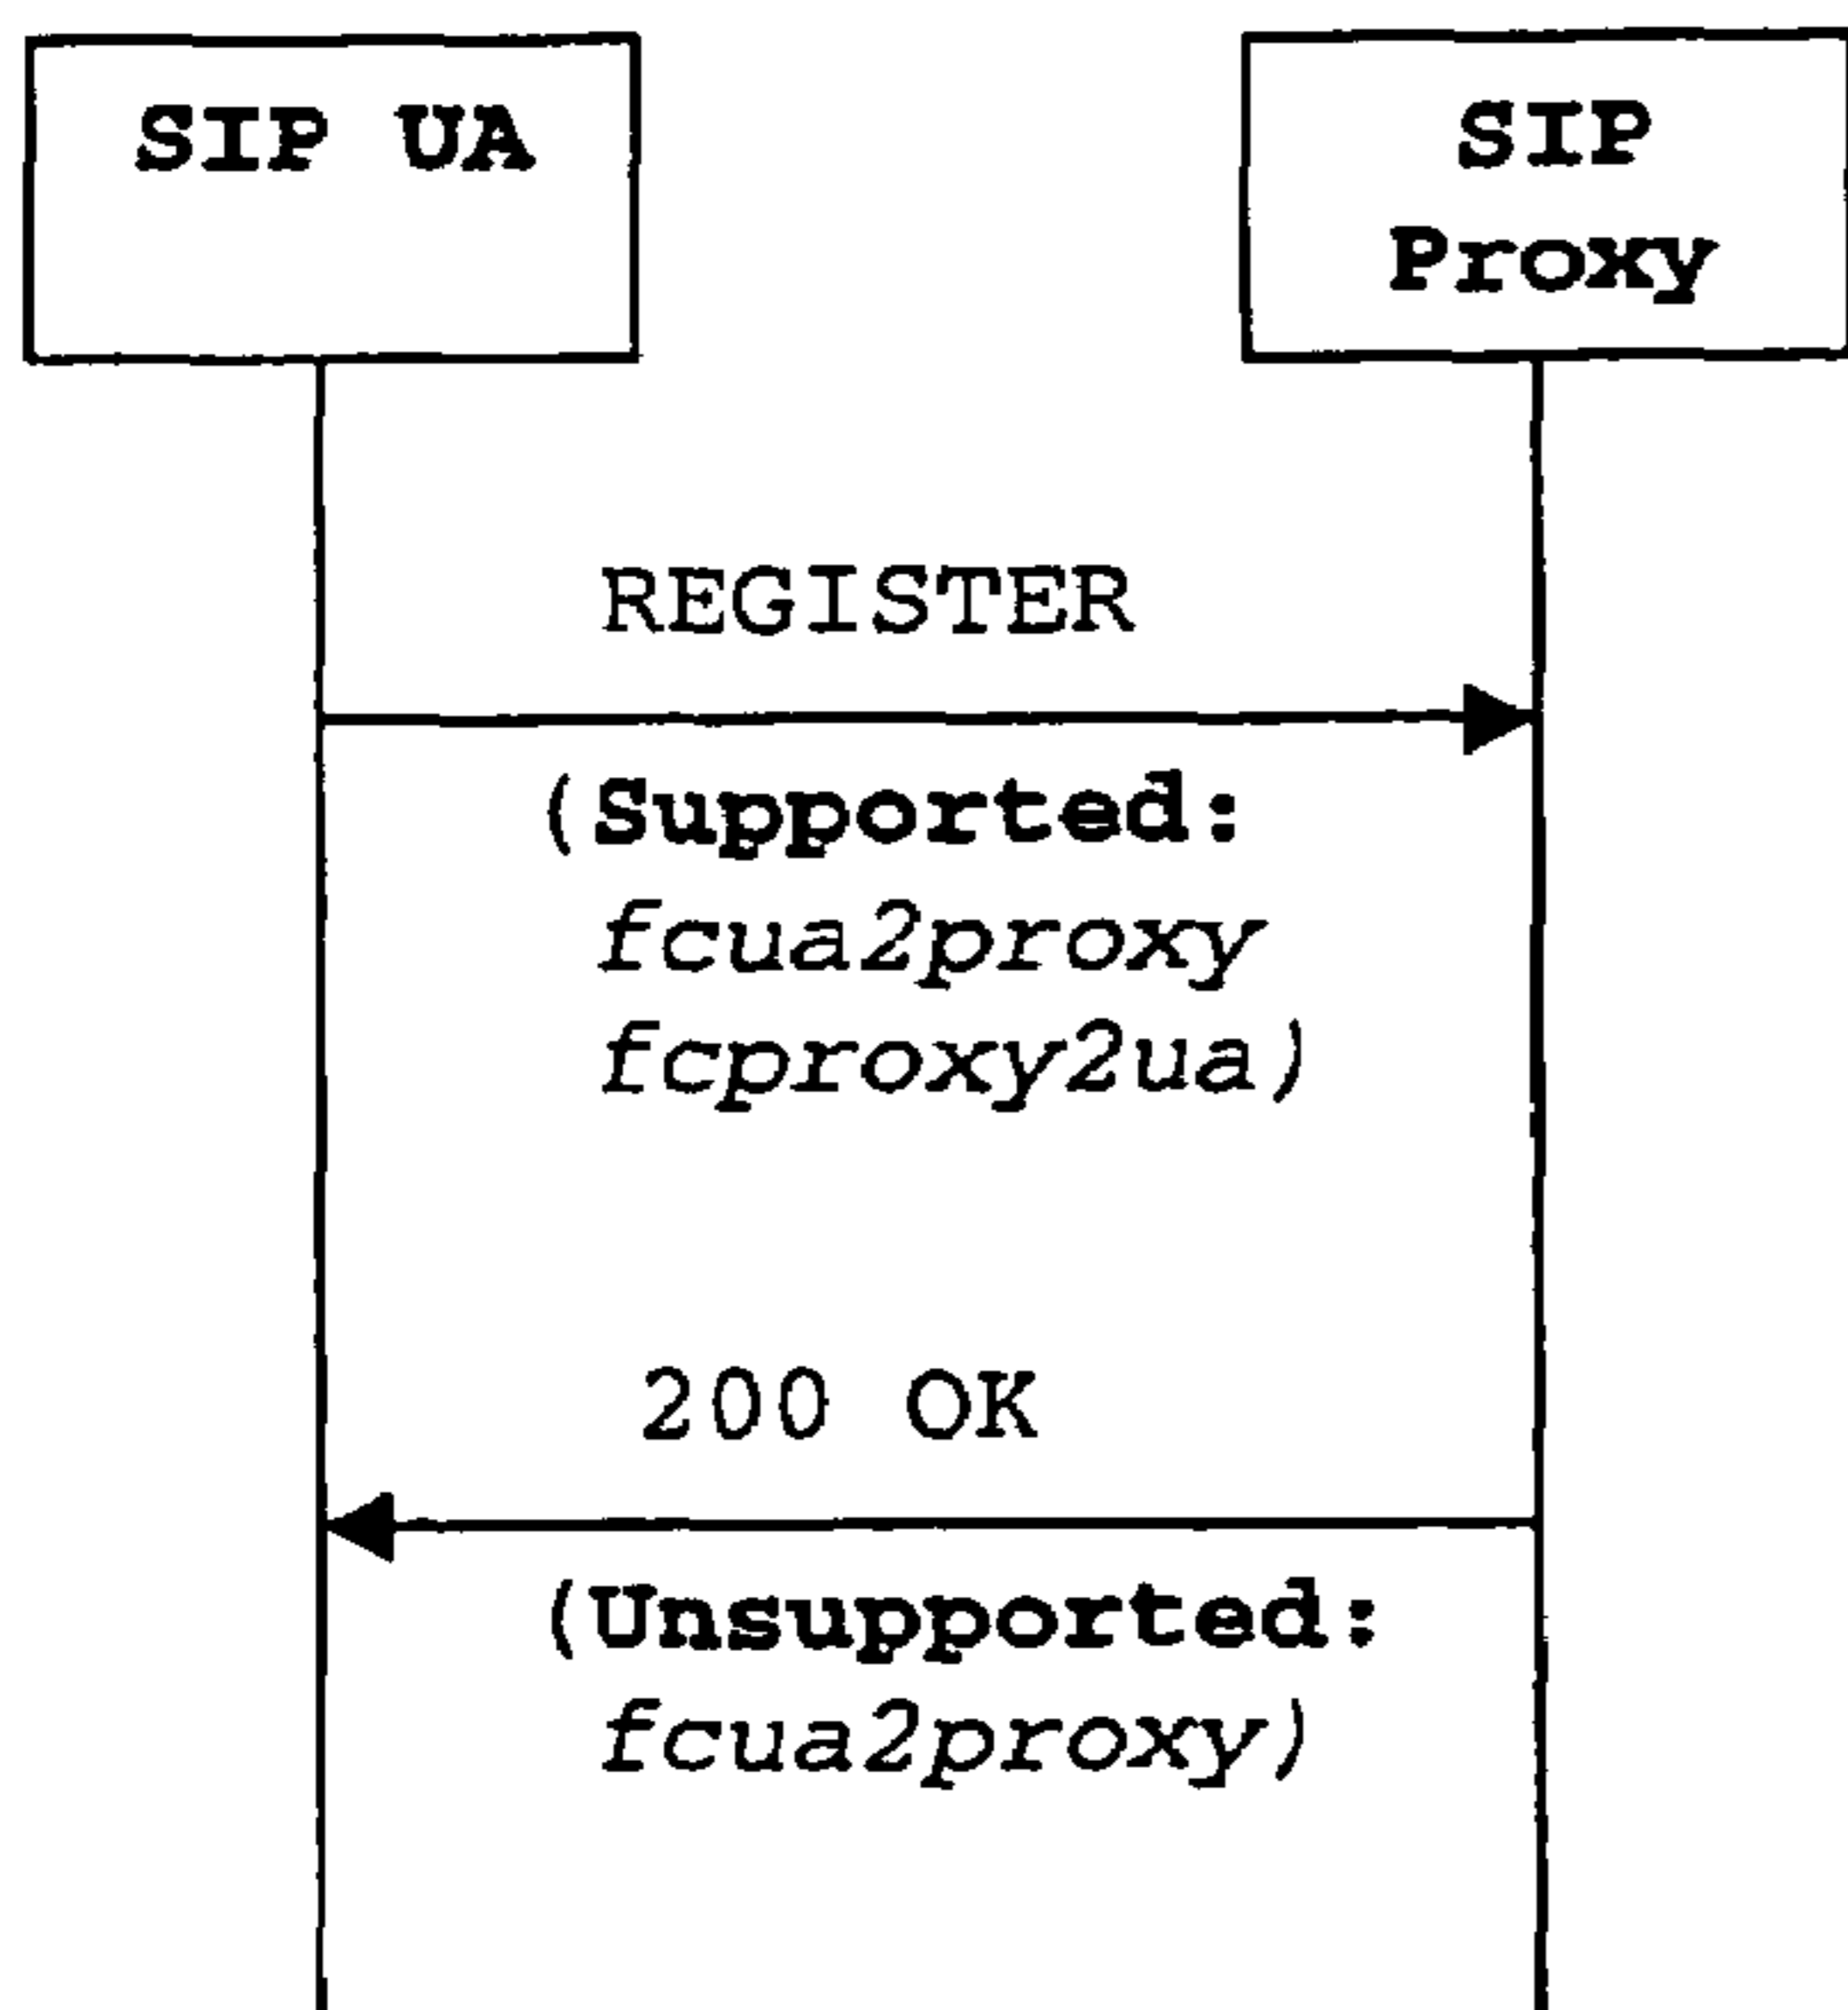 SIP UA
SIP
Proxy
REGISTER
(Supported:
fcua2proxy
fcproxy2ua)
200 OK
(Unsupported:
fcua2proxy)